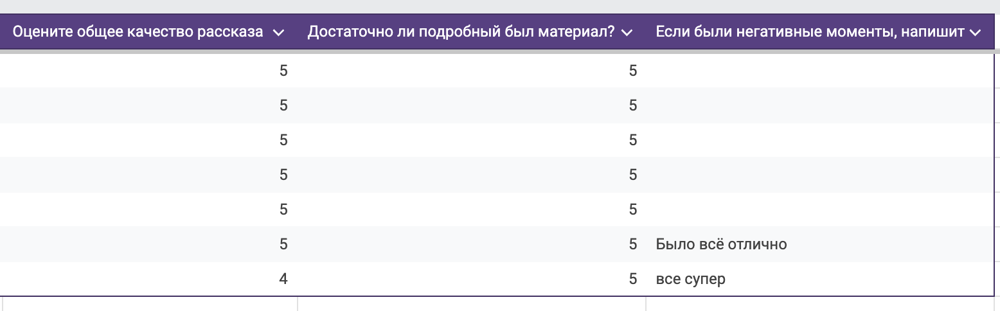 Оцените общее качество рассказа Достаточно ли подробный был материал? Если были негативные моменты, напишит
5 5
5 5
5 5
5 5
5 5
5 5 Было всё отлично
4 5 все супер